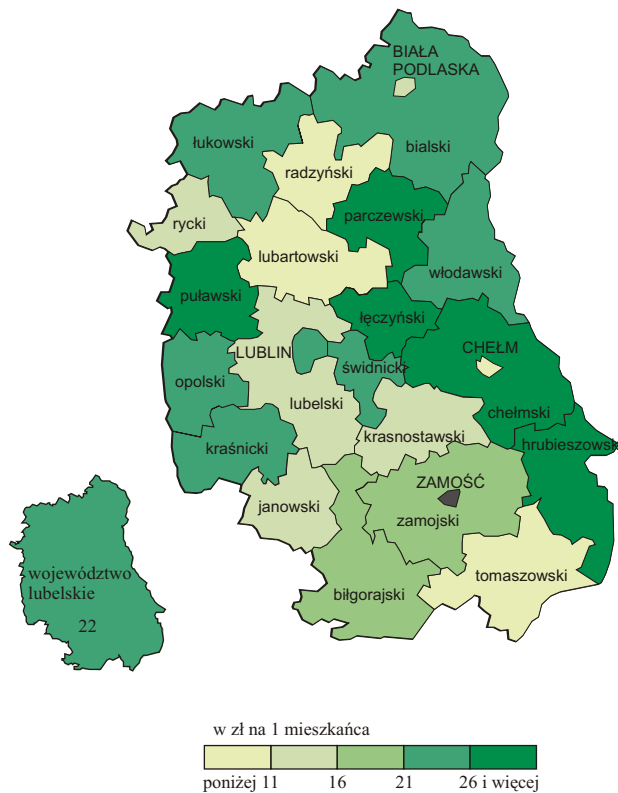 BIAŁA
PODLASKA
łukowski
bialski
radzyński
rycki
parczewski
lubartowski
włodawski
puławski
łęczyński
LUBLIN
CHEŁM
świdnicki
opolski
lubelski
chełmski
krasnostawski
hrubieszowsk
kraśnicki
ZAMOŚĆ
janowski
zamojski
województwo
lubelskie
22
tomaszowski
biłgorajski
w zł na 1 mieszkańca
poniżej 11 16 21 26 i więcej